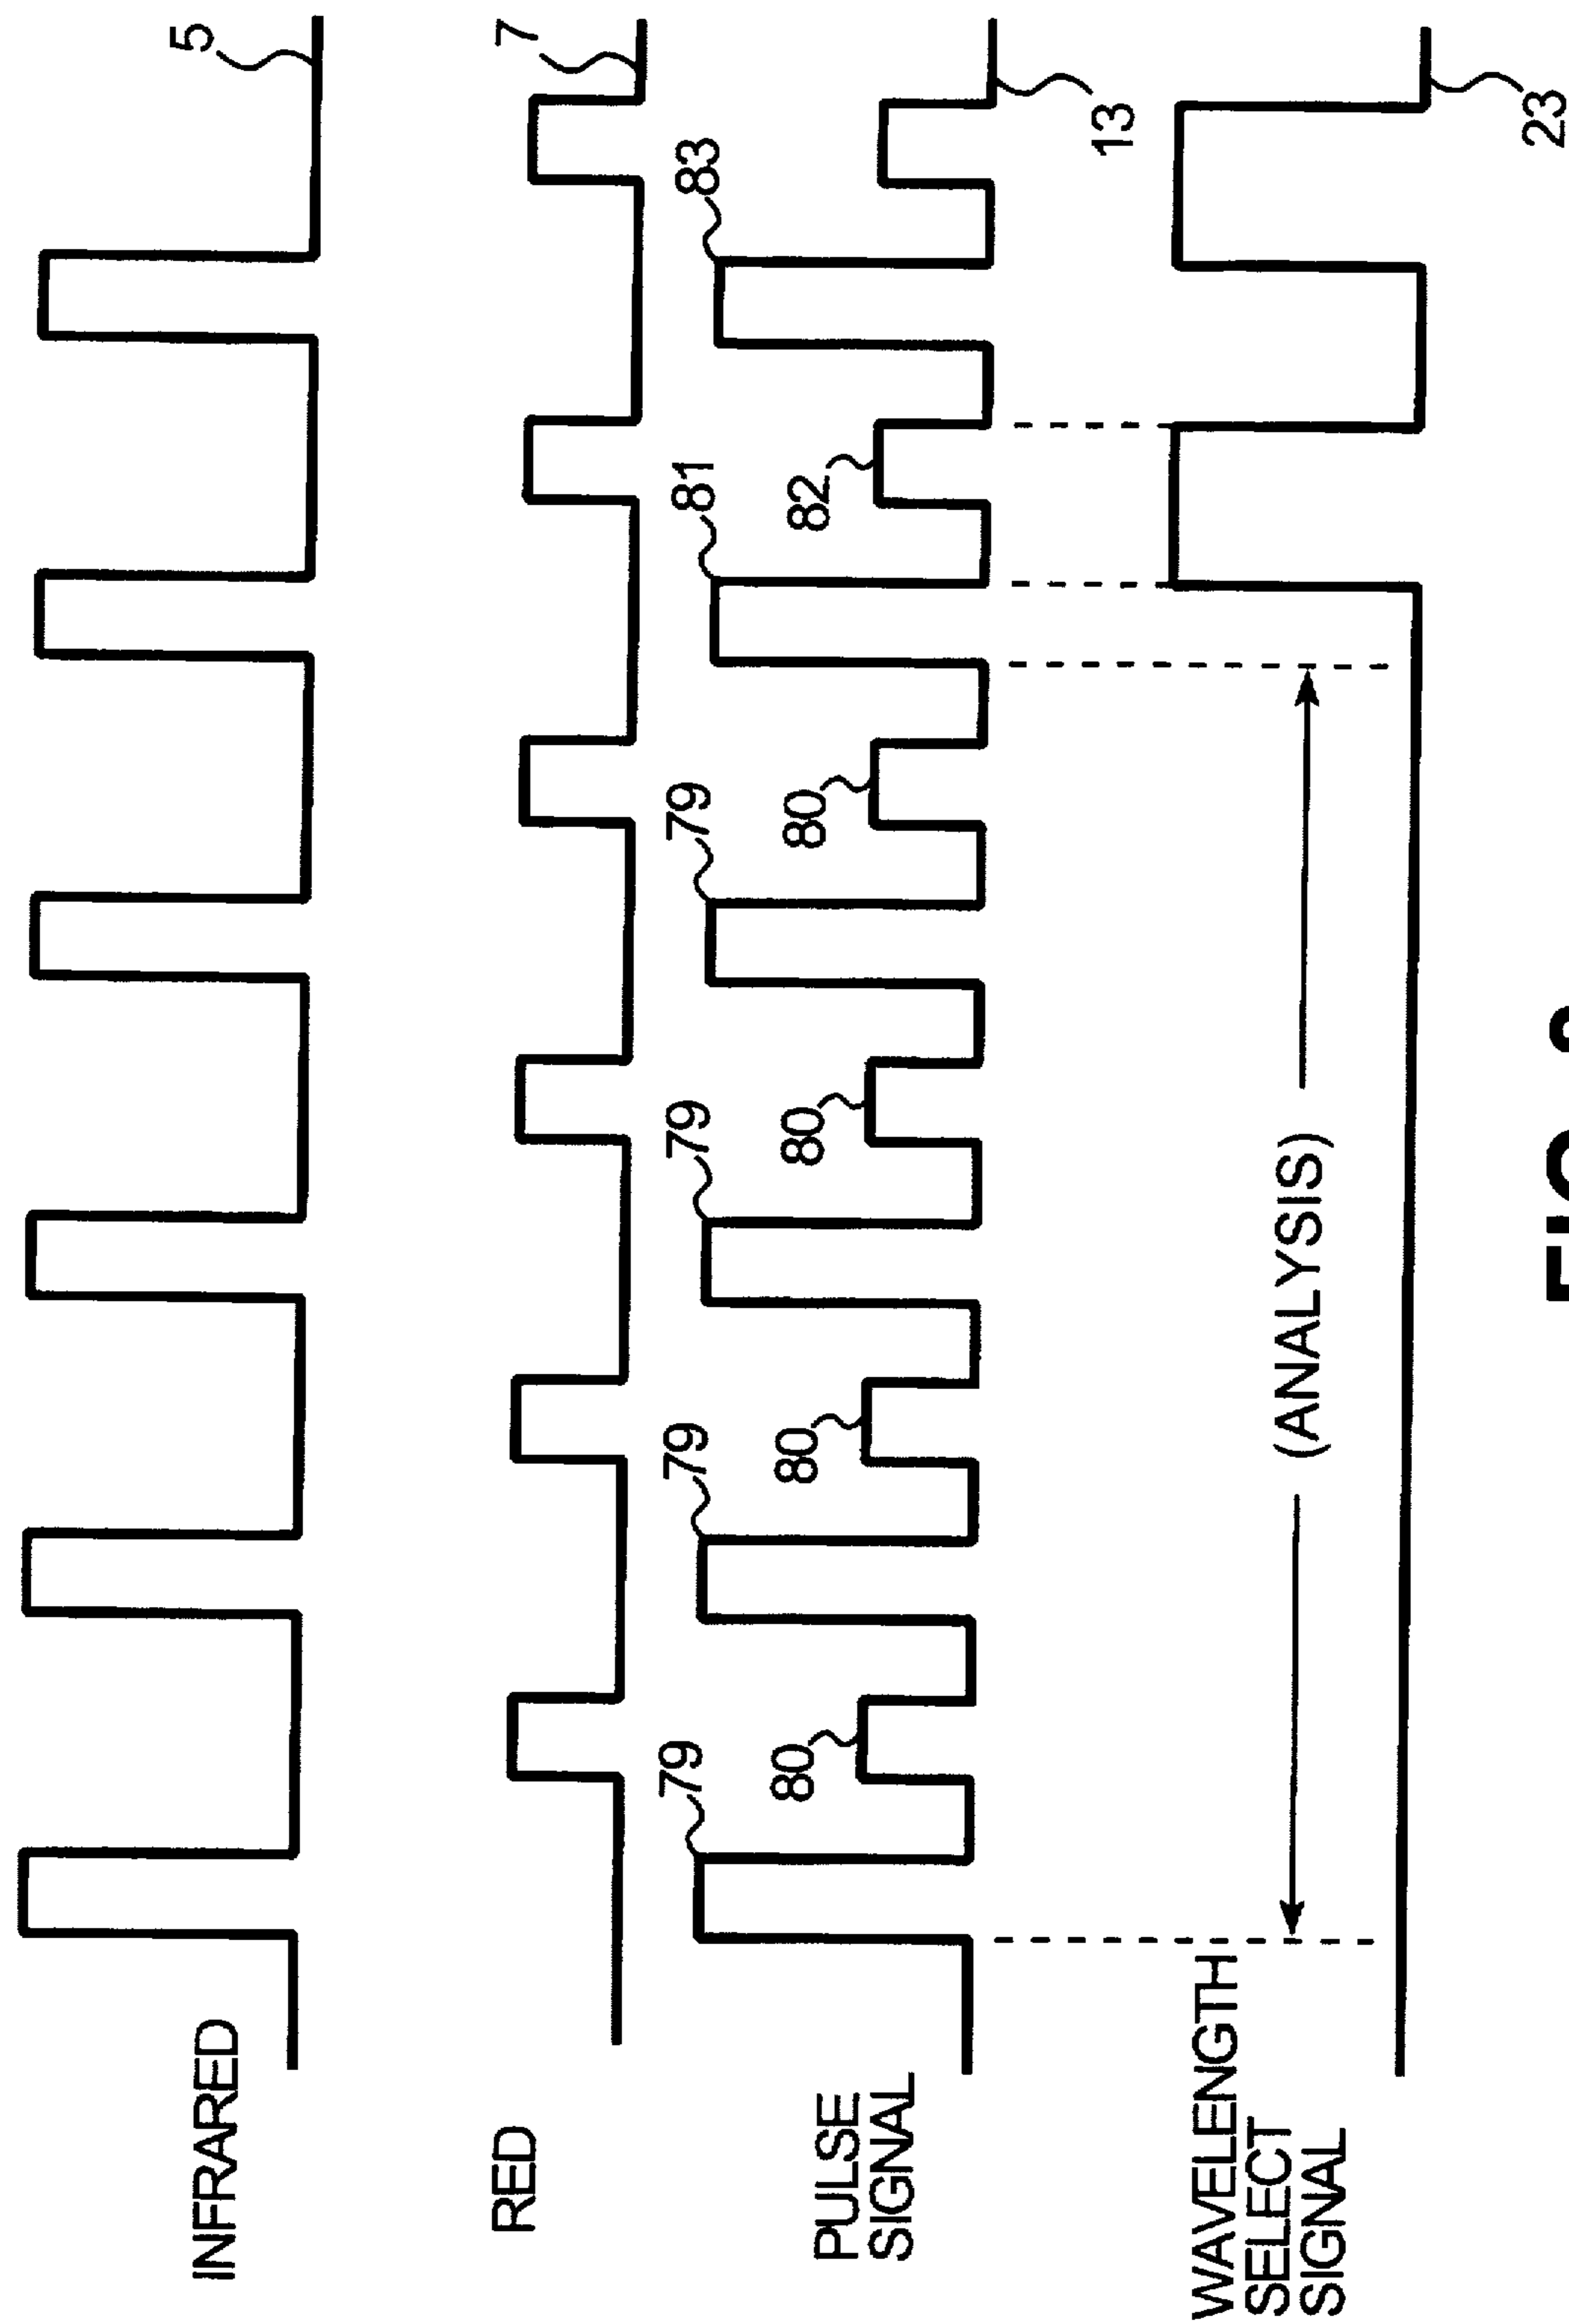 INFRARED
5
RED
7
PULSE
SIGNAL
79
79
79
79
81
83
80
80
80
80
82
13
WAVELENGTH
SELECT
SIGNAL
(ANALYSIS)
23